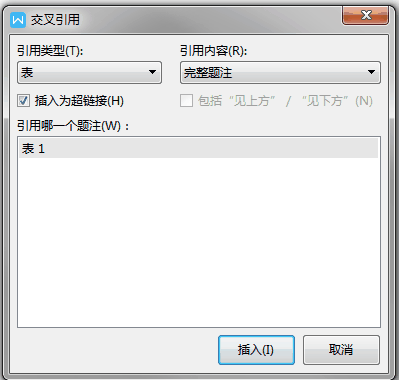 交叉引用
引用类型(T): 引用内容(R):
表 完整题注
插入为超链接(H) 包括“见上方” / “见下方”(N)
引用哪一个题注(W) :
表 1
插入(I) 取消